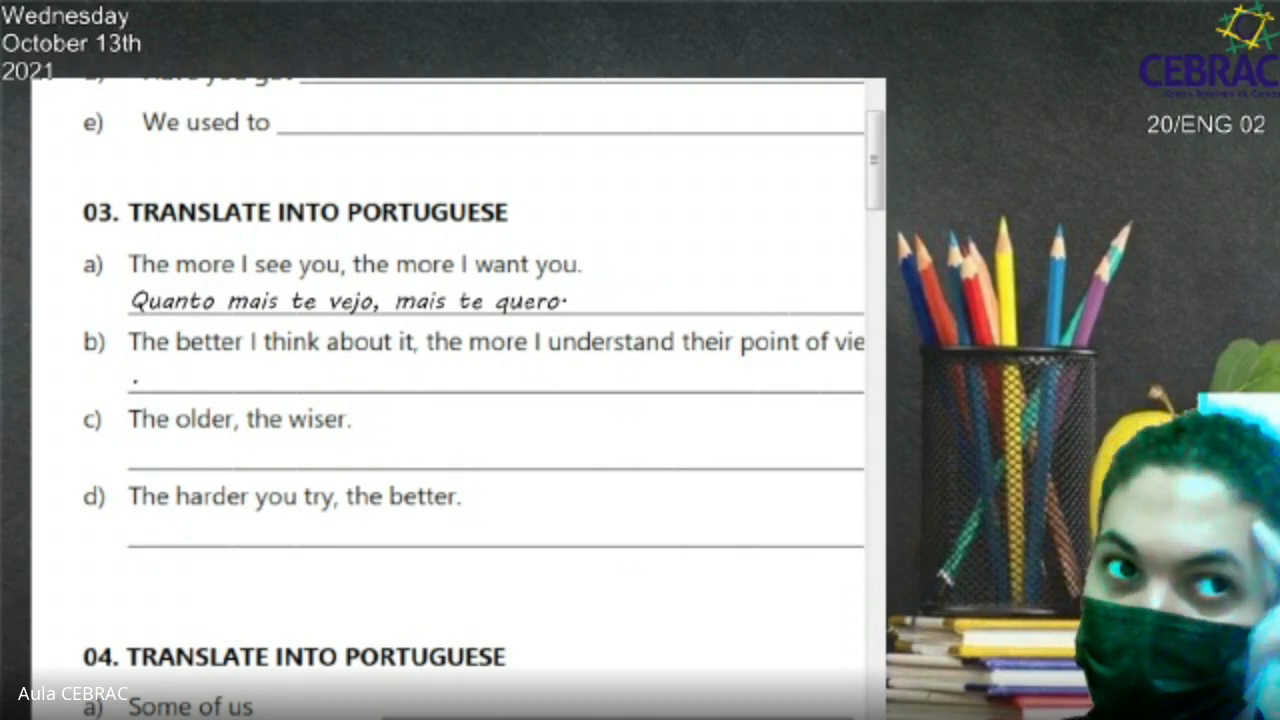 Wednesday
October 13th
2021
CEBRAC
20/ENG 02
e) We used to
03. TRANSLATE INTO PORTUGUESE
a) The more I see you, the more I want you.
Quanto mais te vejo, mais te quero.
b) The better I think about it, the more I understand their point of vie
.
c) The older, the wiser.
d) The harder you try, the better.
04. TRANSLATE INTO PORTUGUESE
Aula CEBRAC
a) Some of us